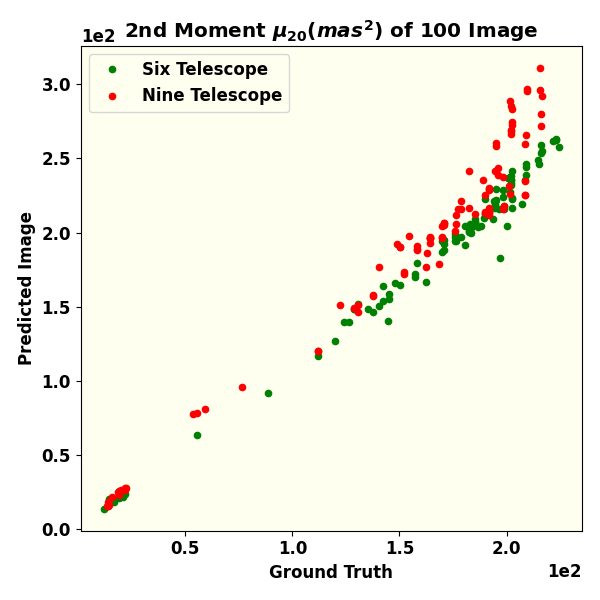 2nd Moment μ₂₀(mas²) of 100 Image
1e2
Six Telescope
Nine Telescope
3.0
2.5
2.0
1.5
1.0
0.5
0.0
Predicted Image
0.5 1.0 1.5 2.0
Ground Truth
1e2